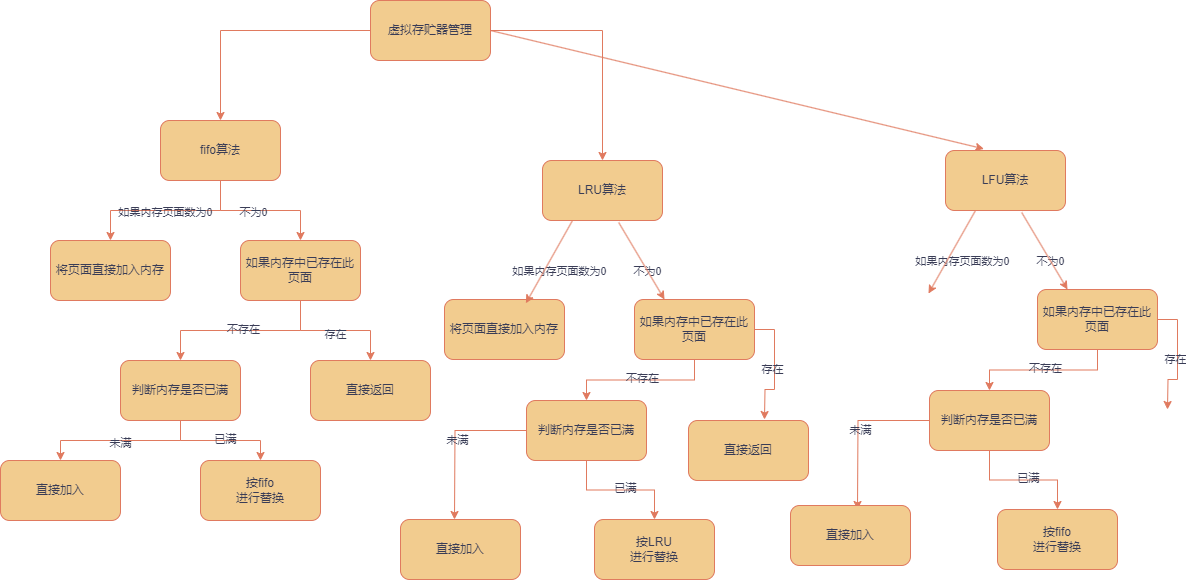 虚拟存贮器管理
fifo算法
LRU算法
LFU算法
如果内存页面数为0
不为0
将页面直接加入内存
如果内存中已存在此
页面
不存在
存在
判断内存是否已满
直接返回
未满
已满
直接加入
按fifo
进行替换
如果内存页面数为0
不为0
将页面直接加入内存
如果内存中已存在此
页面
不存在
存在
判断内存是否已满
直接返回
未满
已满
直接加入
按LRU
进行替换
如果内存页面数为0
不为0
如果内存中已存在此
页面
不存在
存在
判断内存是否已满
未满
已满
直接加入
按fifo
进行替换